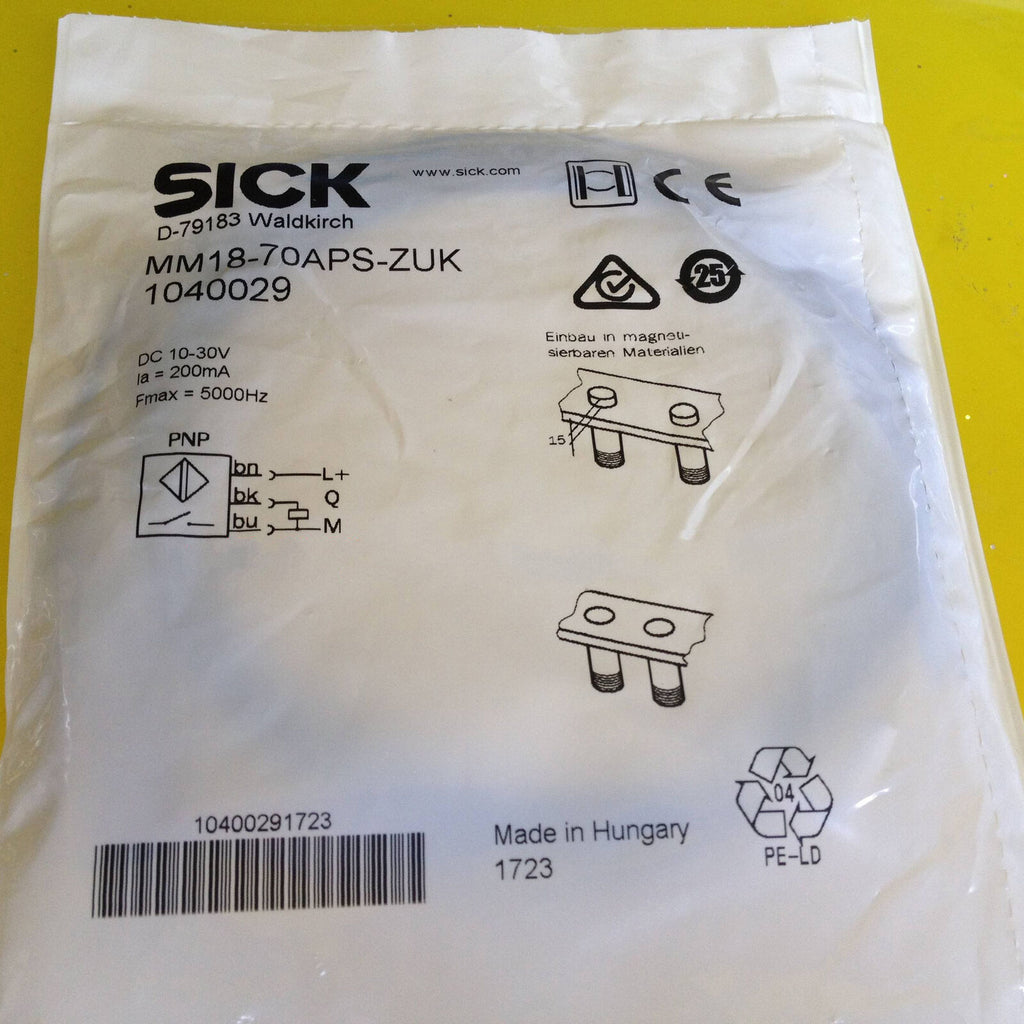 SICK
www.sick.com
CE
D-79183 Waldkirch
MM18-70APS-ZUK
1040029
25
Einbau in magneti-
sierbaren Materialien
DC 10-30V
Ia = 200mA
Fmax = 5000Hz
15
PNP
bn L+
bk Q
bu M
04
PE-LD
10400291723
Made in Hungary
1723